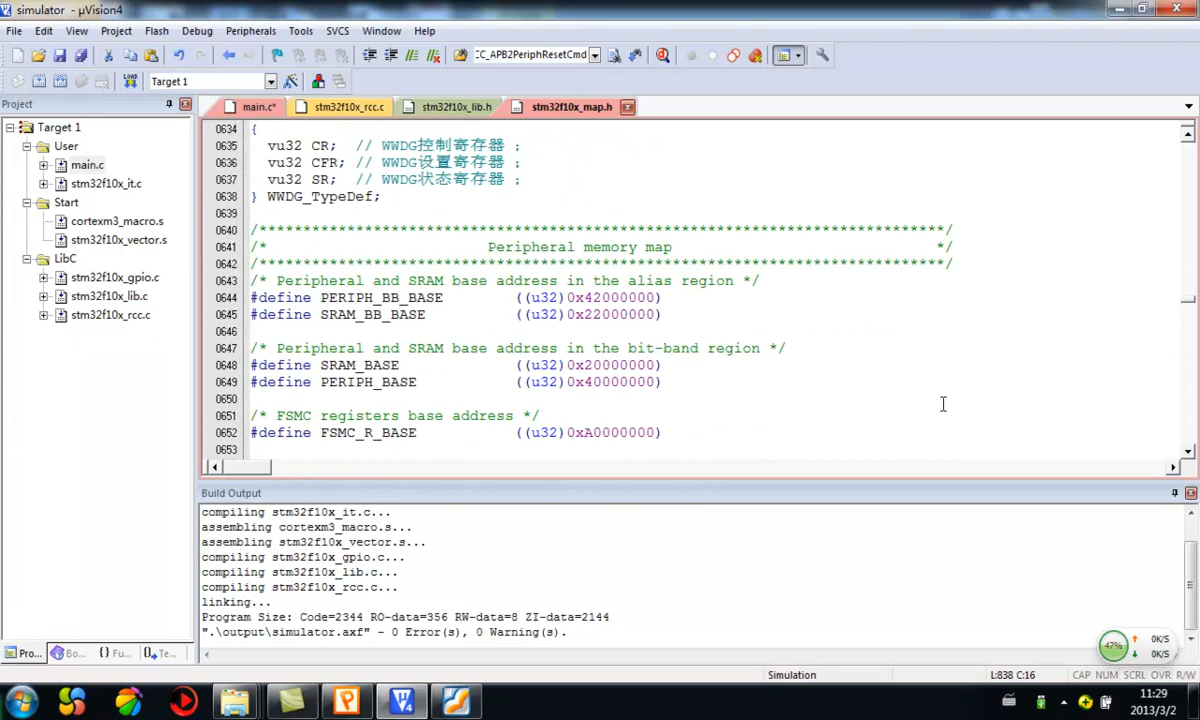 simulator - µVision4
File Edit View Project Flash Debug Peripherals Tools SVCS Window Help
CC_APB2PeriphResetCmd
Target 1
Project
main.c* stm32f10x_rcc.c stm32f10x_lib.h stm32f10x_map.h
Target 1
User
main.c
stm32f10x_it.c
Start
cortexm3_macro.s
stm32f10x_vector.s
LibC
stm32f10x_gpio.c
stm32f10x_lib.c
stm32f10x_rcc.c
Pro... Bo... {} Fu... Te...
0634 {
0635 vu32 CR; // WWDG控制寄存器 ;
0636 vu32 CFR; // WWDG设置寄存器 ;
0637 vu32 SR; // WWDG状态寄存器 ;
0638 } WWDG_TypeDef;
0639
0640 /******************************************************************************/
0641 /* Peripheral memory map */
0642 /******************************************************************************/
0643 /* Peripheral and SRAM base address in the alias region */
0644 #define PERIPH_BB_BASE ((u32)0x42000000)
0645 #define SRAM_BB_BASE ((u32)0x22000000)
0646
0647 /* Peripheral and SRAM base address in the bit-band region */
0648 #define SRAM_BASE ((u32)0x20000000)
0649 #define PERIPH_BASE ((u32)0x40000000)
0650
0651 /* FSMC registers base address */
0652 #define FSMC_R_BASE ((u32)0xA0000000)
0653
Build Output
compiling stm32f10x_it.c...
assembling cortexm3_macro.s...
assembling stm32f10x_vector.s...
compiling stm32f10x_gpio.c...
compiling stm32f10x_lib.c...
compiling stm32f10x_rcc.c...
linking...
Program Size: Code=2344 RO-data=356 RW-data=8 ZI-data=2144
".\output\simulator.axf" - 0 Error(s), 0 Warning(s).
47%
0K/S
0K/S
Simulation L:838 C:16 CAP NUM SCRL OVR R/W
11:29
2013/3/2